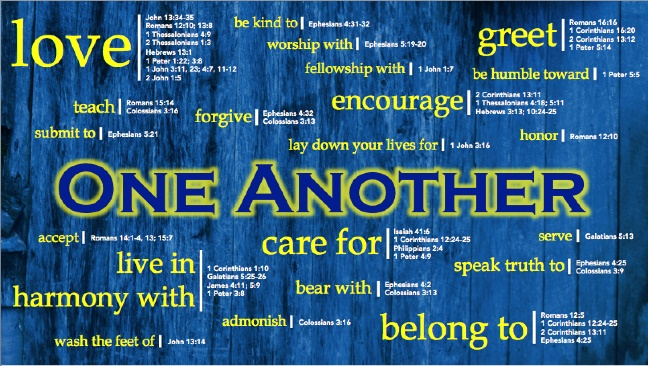 love
John 13:34-35
Romans 12:10; 13:8
1 Thessalonians 4:9
2 Thessalonians 1:3
Hebrews 13:1
1 Peter 1:22; 3:8
1 John 3:11, 23; 4:7, 11-12
2 John 1:5
be kind to
Ephesians 4:31-32
worship with
Ephesians 5:19-20
fellowship with
1 John 1:7
greet
Romans 16:16
1 Corinthians 16:20
2 Corinthians 13:12
1 Peter 5:14
be humble toward
1 Peter 5:5
teach
Romans 15:14
Colossians 3:16
forgive
Ephesians 4:32
Colossians 3:13
encourage
2 Corinthians 13:11
1 Thessalonians 4:18; 5:11
Hebrews 3:13; 10:24-25
submit to
Ephesians 5:21
lay down your lives for
1 John 3:16
honor
Romans 12:10
ONE ANOTHER
accept
Romans 14:1-4, 13; 15:7
care for
Isaiah 41:6
1 Corinthians 12:24-25
Philippians 2:4
1 Peter 4:9
serve
Galatians 5:13
live in
harmony with
1 Corinthians 1:10
Galatians 5:25-26
James 4:11; 5:9
1 Peter 3:8
speak truth to
Ephesians 4:25
Colossians 3:9
bear with
Ephesians 4:2
Colossians 3:13
admonish
Colossians 3:16
belong to
Romans 12:5
1 Corinthians 12:24-25
2 Corinthians 13:11
Ephesians 4:25
wash the feet of
John 13:14